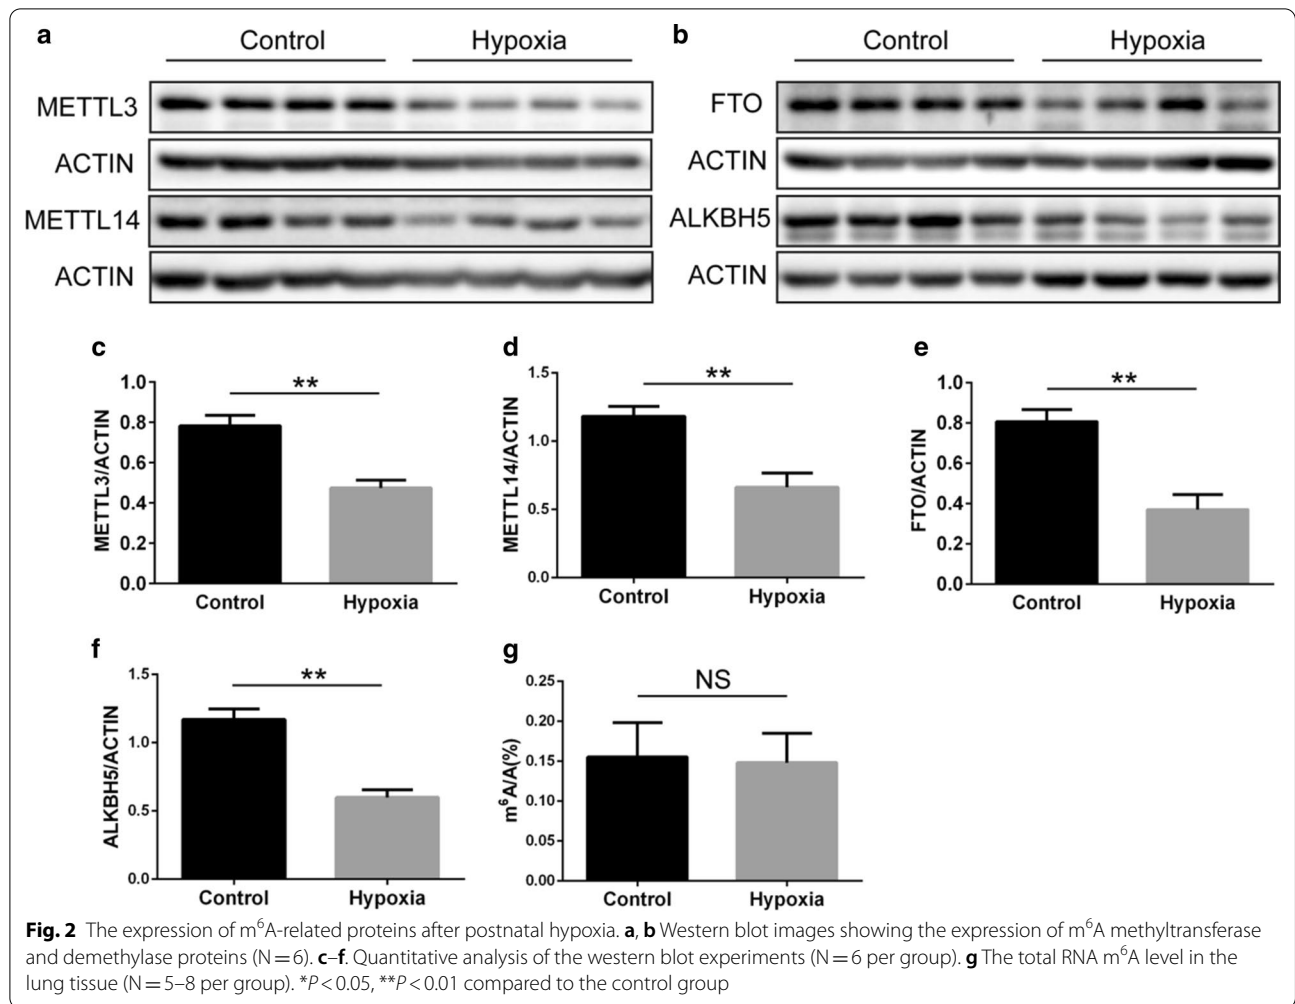 a
Control Hypoxia
METTL3
ACTIN
METTL14
ACTIN
b
Control Hypoxia
FTO
ACTIN
ALKBH5
ACTIN
c
**
METTL3/ACTIN
1.0
0.8
0.6
0.4
0.2
0.0
Control Hypoxia
d
**
METTL14/ACTIN
1.5
1.0
0.5
0.0
Control Hypoxia
e
**
FTO/ACTIN
1.0
0.8
0.6
0.4
0.2
0.0
Control Hypoxia
f
**
ALKBH5/ACTIN
1.5
1.0
0.5
0.0
Control Hypoxia
g
NS
m⁶A/A(%)
0.25
0.20
0.15
0.10
0.05
0.00
Control Hypoxia
Fig. 2 The expression of m⁶A-related proteins after postnatal hypoxia. a, b Western blot images showing the expression of m⁶A methyltransferase
and demethylase proteins (N = 6). c–f. Quantitative analysis of the western blot experiments (N = 6 per group). g The total RNA m⁶A level in the
lung tissue (N = 5–8 per group). *P < 0.05, **P < 0.01 compared to the control group